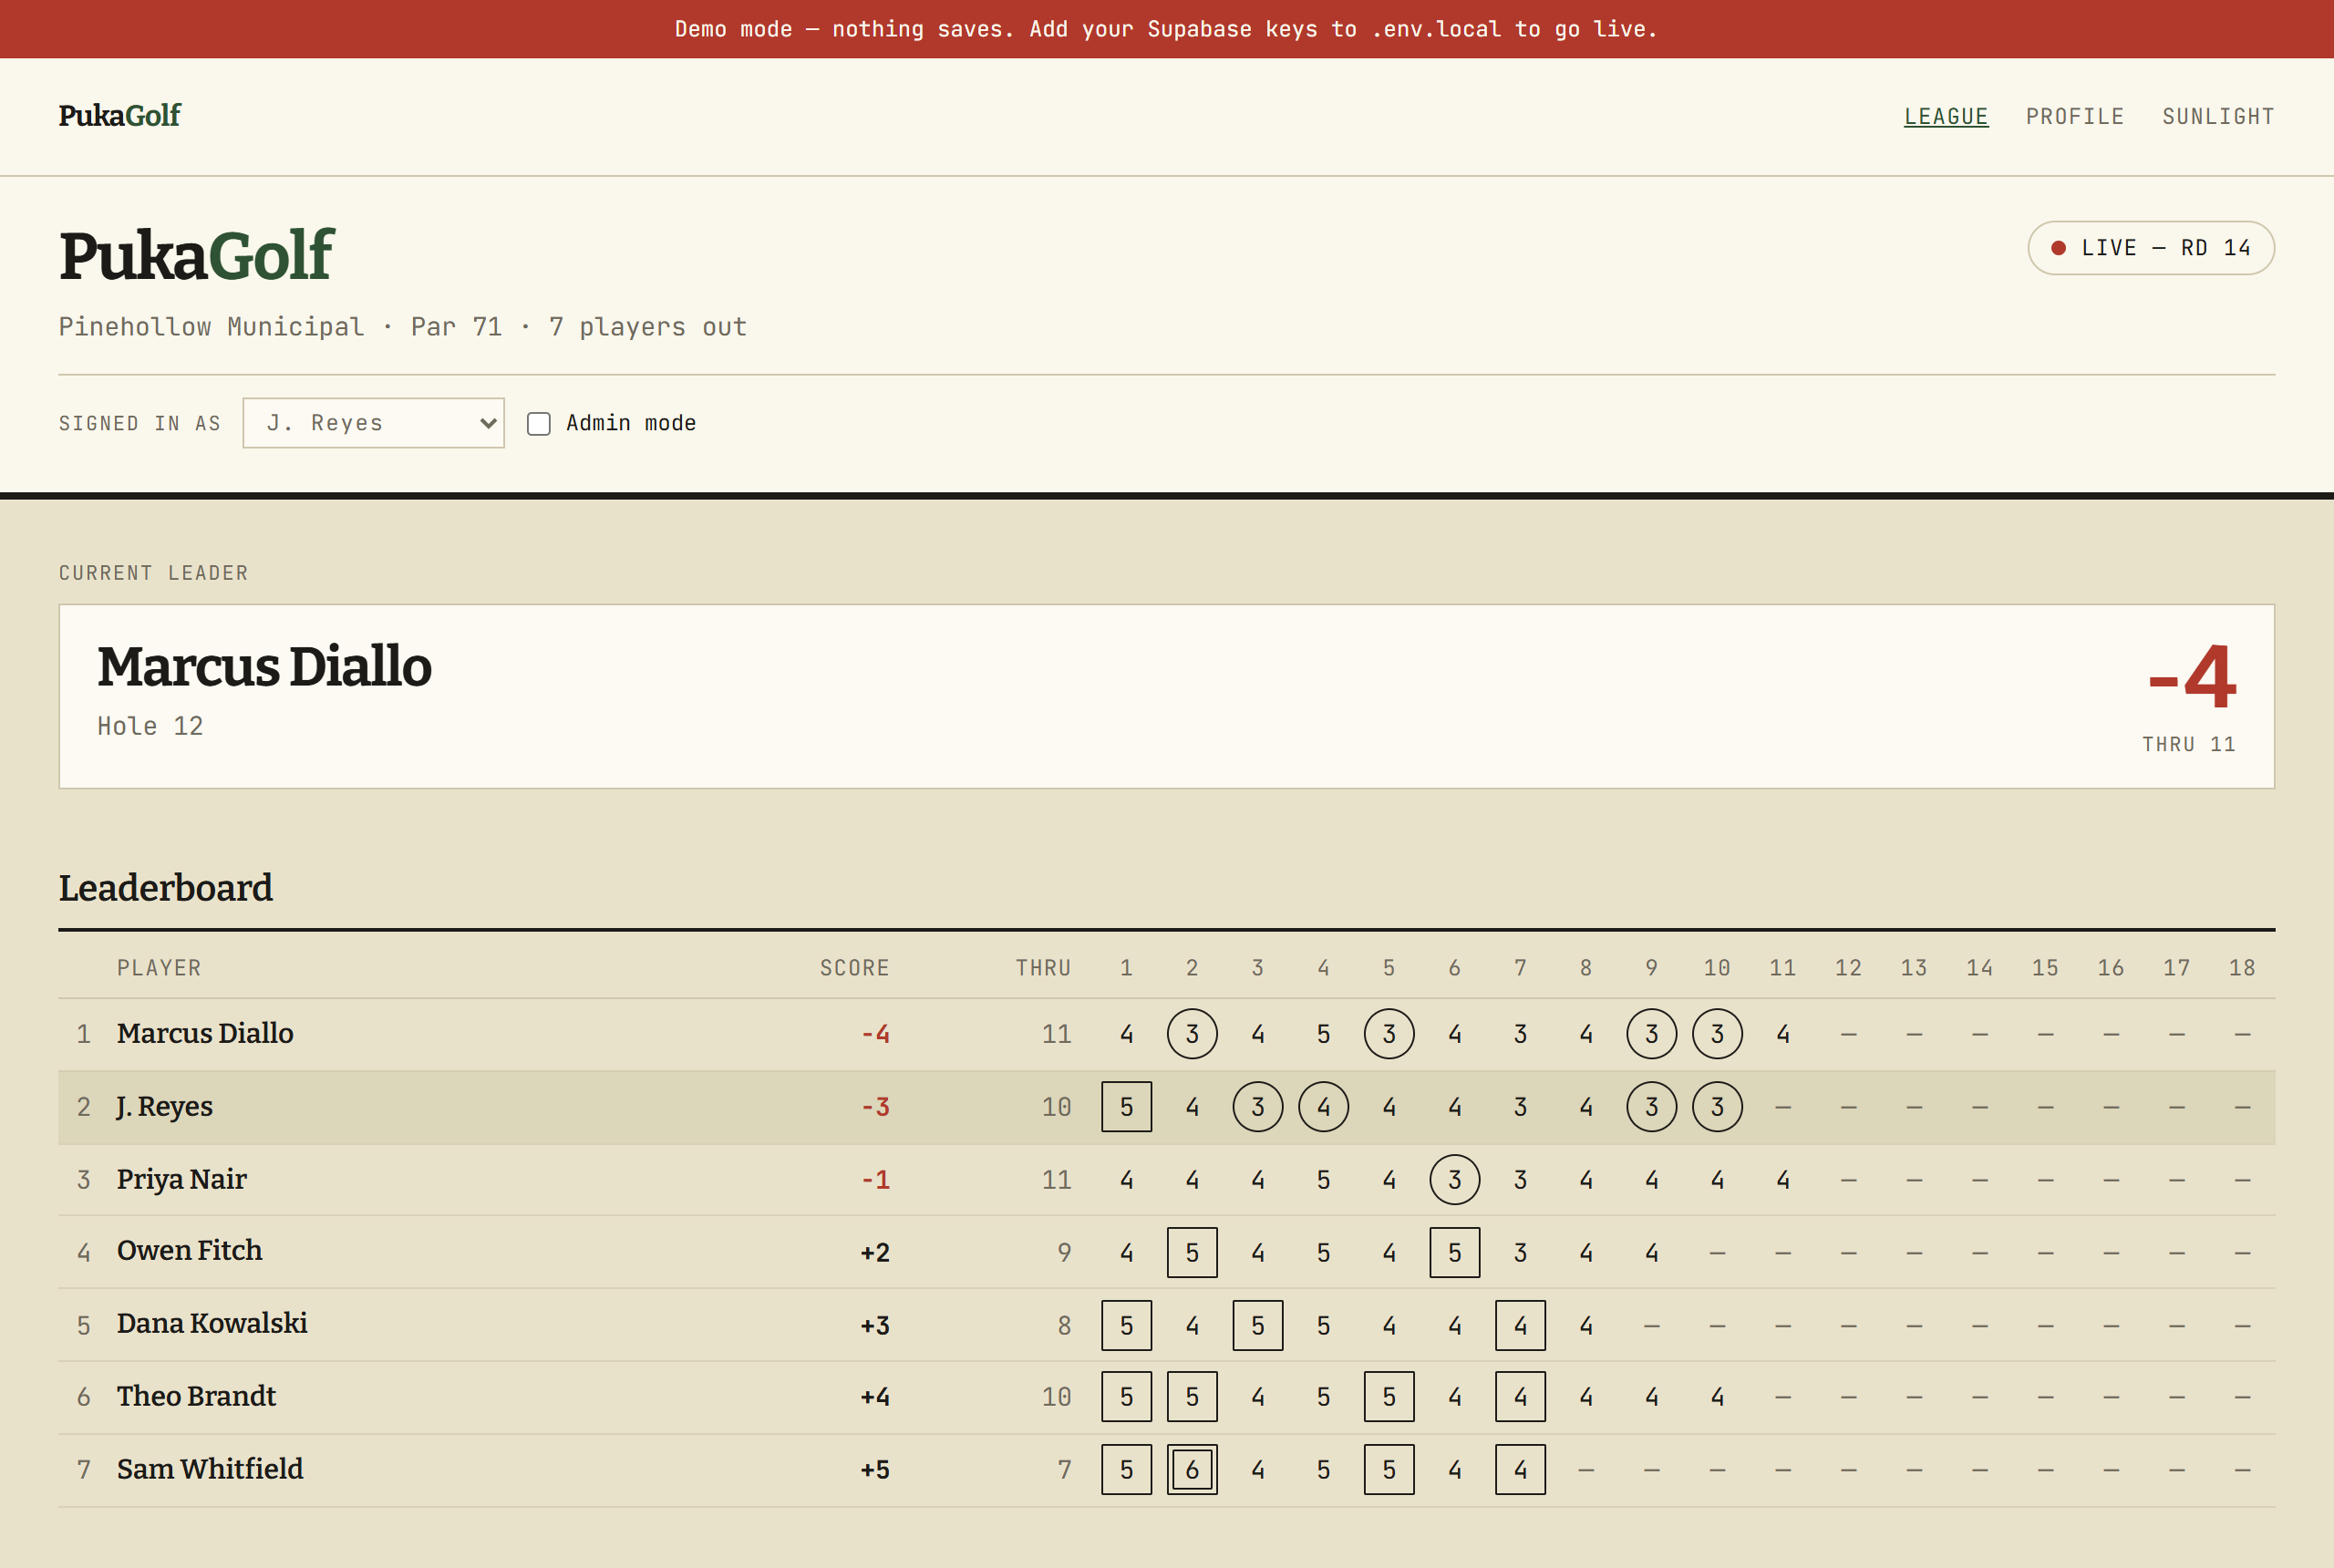 Demo mode — nothing saves. Add your Supabase keys to .env.local to go live.
PukaGolf
LEAGUE PROFILE SUNLIGHT
PukaGolf
LIVE — RD 14
Pinehollow Municipal · Par 71 · 7 players out
SIGNED IN AS J. Reyes Admin mode
CURRENT LEADER
Marcus Diallo
-4
Hole 12
THRU 11
Leaderboard
PLAYER SCORE THRU 1 2 3 4 5 6 7 8 9 10 11 12 13 14 15 16 17 18
1 Marcus Diallo -4 11 4 3 4 5 3 4 3 4 3 3 4 — — — — — — —
2 J. Reyes -3 10 5 4 3 4 4 4 3 4 3 3 — — — — — — — —
3 Priya Nair -1 11 4 4 4 5 4 3 3 4 4 4 4 — — — — — — —
4 Owen Fitch +2 9 4 5 4 5 4 5 3 4 4 — — — — — — — — —
5 Dana Kowalski +3 8 5 4 5 5 4 4 4 4 — — — — — — — — — —
6 Theo Brandt +4 10 5 5 4 5 5 4 4 4 4 4 — — — — — — — —
7 Sam Whitfield +5 7 5 6 4 5 5 4 4 — — — — — — — — — — —